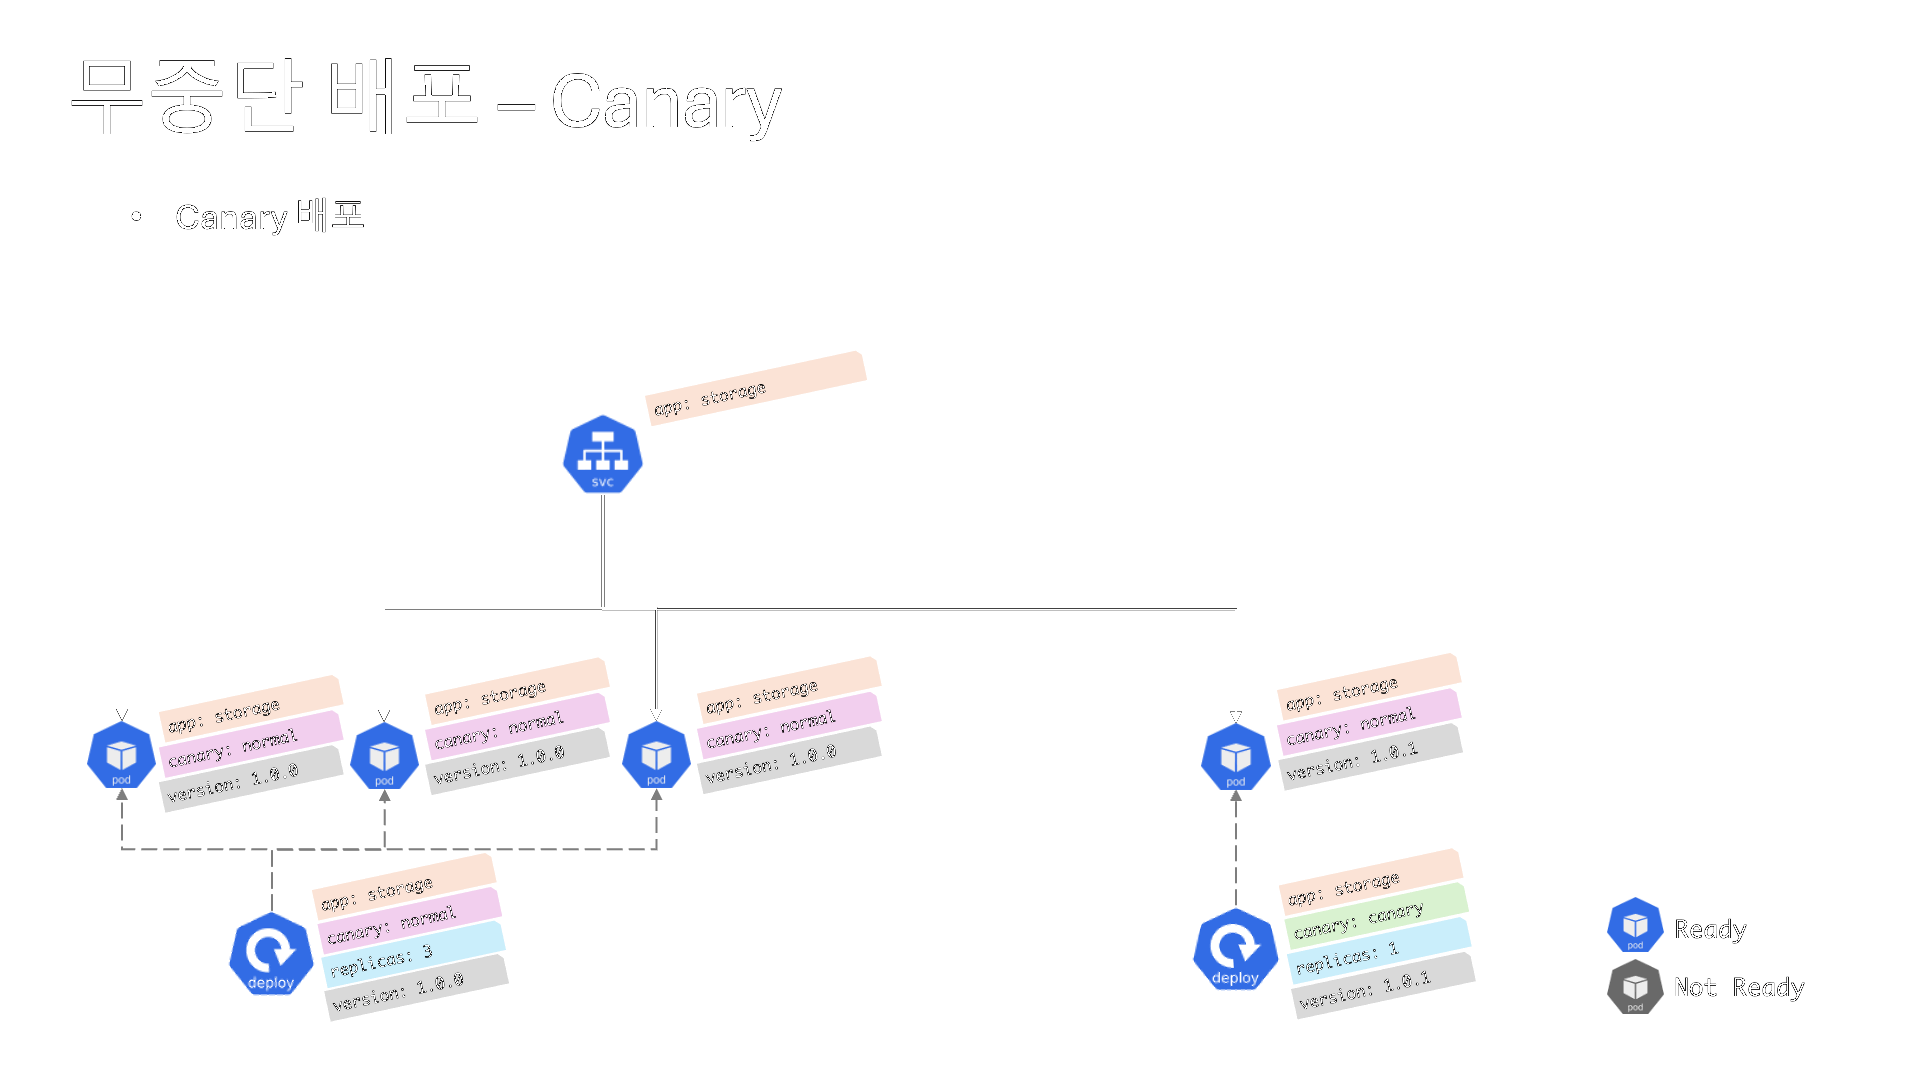 무중단 배포 – Canary
• Canary 배포
app: storage
svc
app: storage
canary: normal
version: 1.0.0
pod
app: storage
canary: normal
version: 1.0.0
pod
app: storage
canary: normal
version: 1.0.0
pod
app: storage
canary: normal
version: 1.0.1
pod
app: storage
canary: normal
replicas: 3
version: 1.0.0
deploy
app: storage
canary: canary
replicas: 1
version: 1.0.1
deploy
pod
Ready
pod
Not Ready